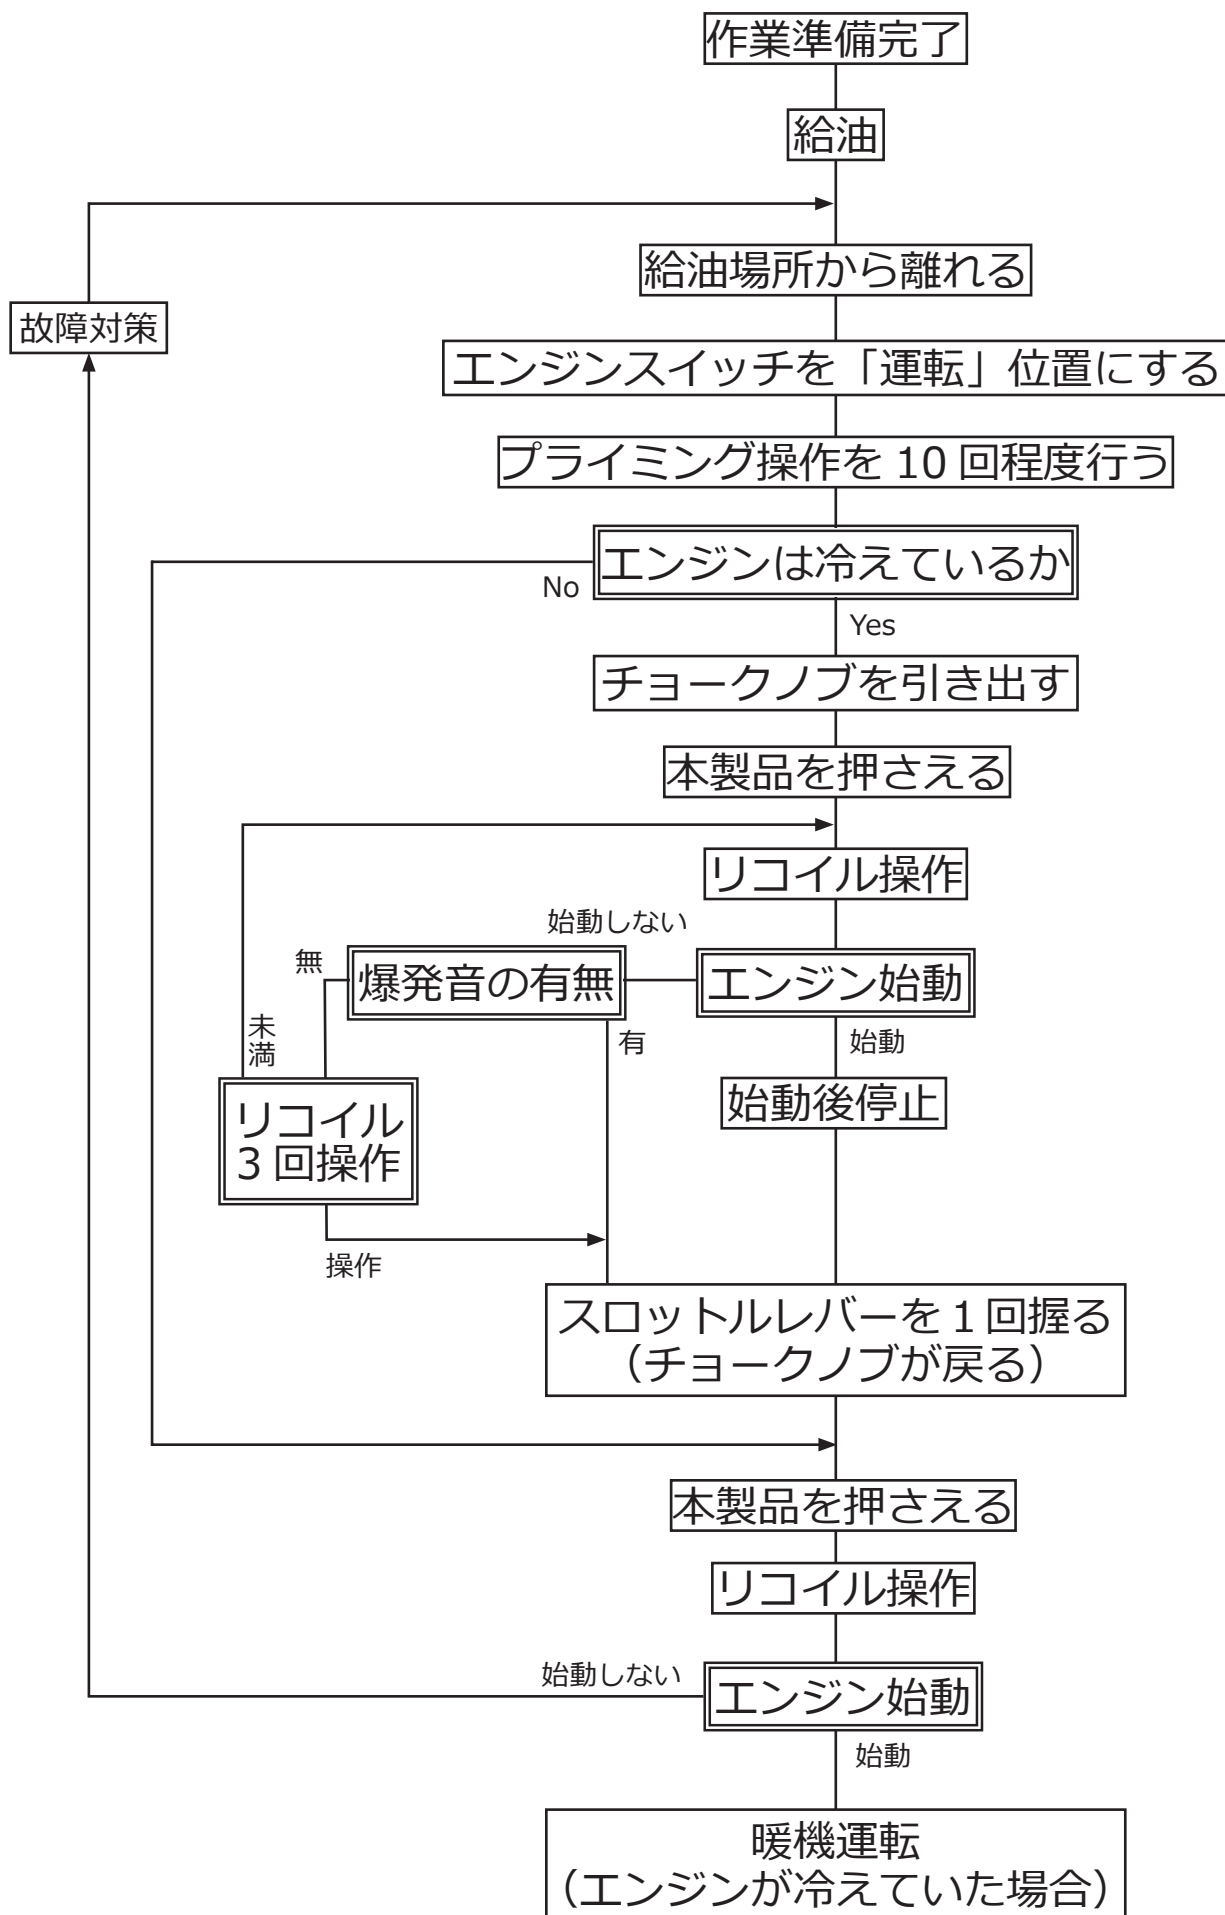 作業準備完了
給油
給油場所から離れる
故障対策
エンジンスイッチを「運転」位置にする
プライミング操作を 10 回程度行う
エンジンは冷えているか
No
Yes
チョークノブを引き出す
本製品を押さえる
リコイル操作
始動しない
無
爆発音の有無
エンジン始動
未
満
有
始動
リコイル
3 回操作
始動後停止
操作
スロットルレバーを 1 回握る
（チョークノブが戻る）
本製品を押さえる
リコイル操作
始動しない
エンジン始動
始動
暖機運転
（エンジンが冷えていた場合）